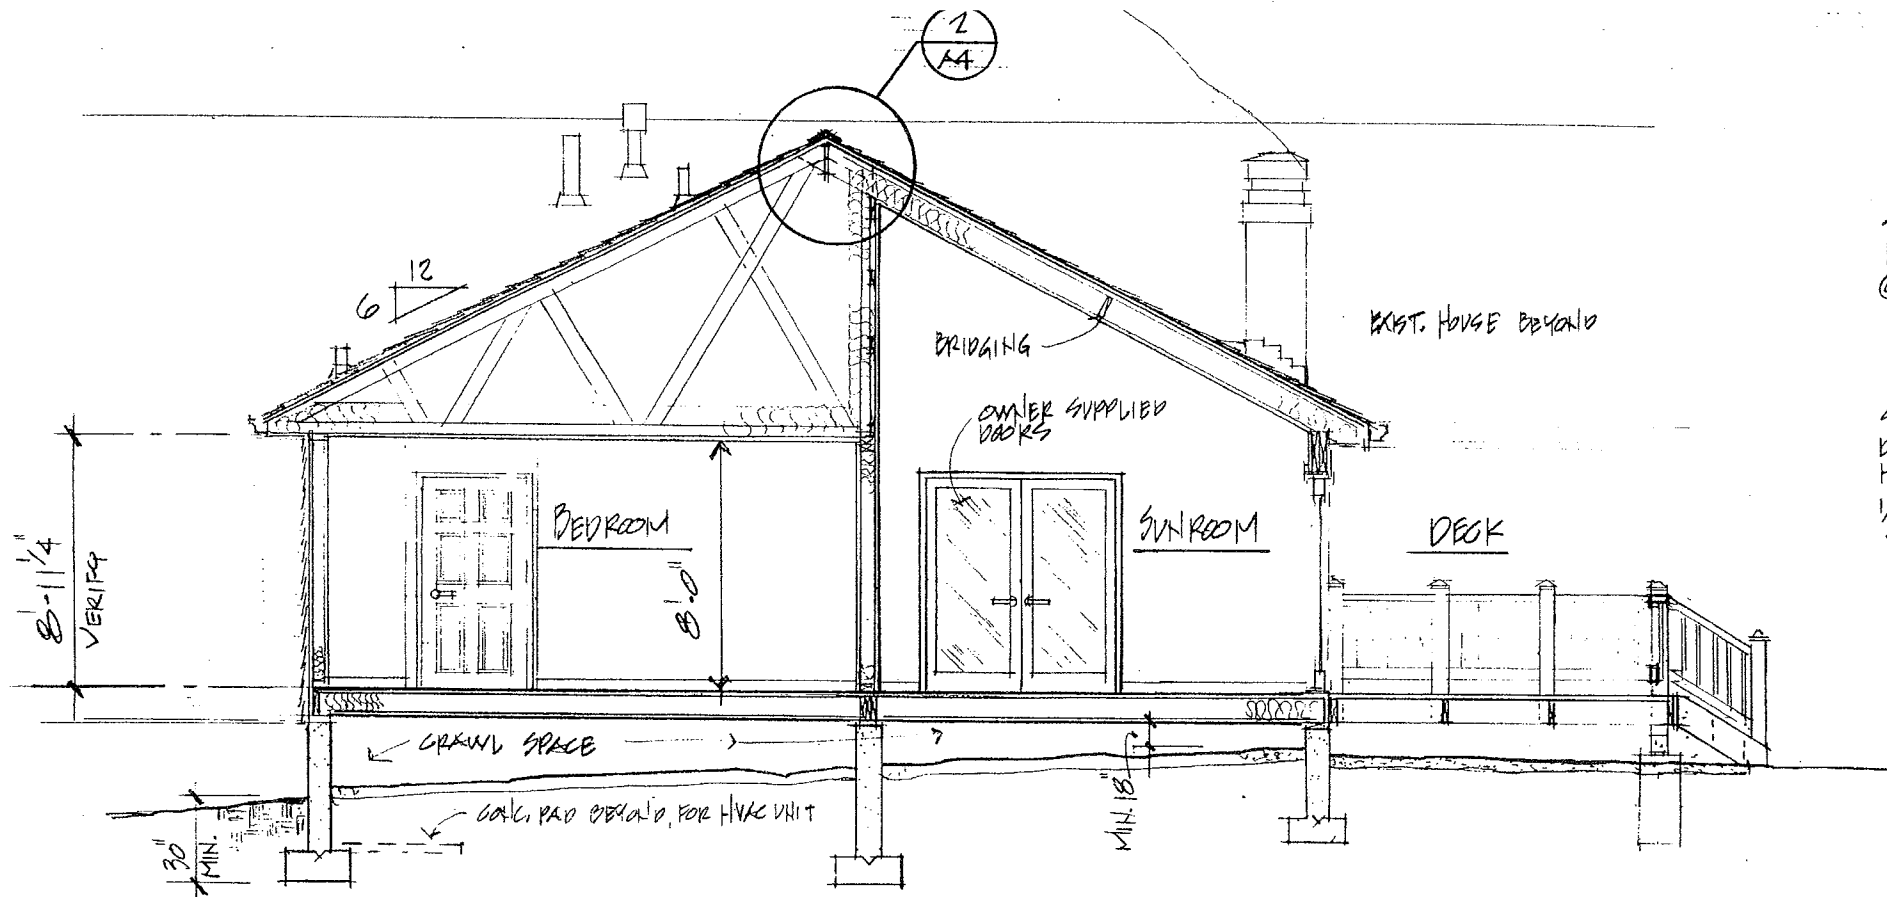 2
A4
12
6
BRIDGING
EXIST. HOUSE BEYOND
OWNER SUPPLIED
DOORS
BEDROOM
SUNROOM
DECK
8'-11 1/4"
VERIFY
8'-0"
CRAWL SPACE
CONC. PAD BEYOND, FOR HVAC UNIT
MIN. 18"
30"
MIN.